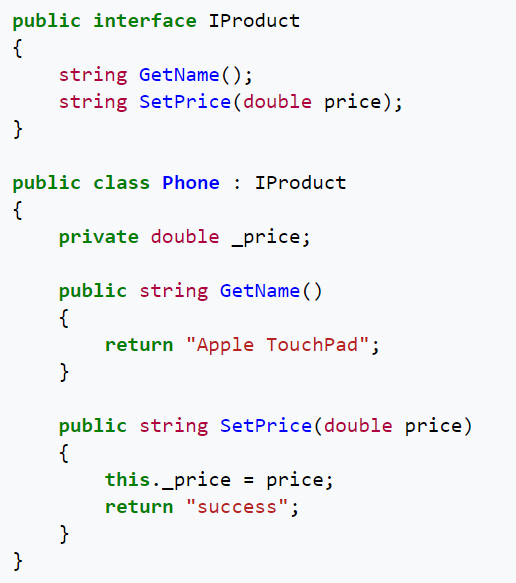 public interface IProduct
{
    string GetName();
    string SetPrice(double price);
}

public class Phone : IProduct
{
    private double _price;

    public string GetName()
    {
        return "Apple TouchPad";
    }

    public string SetPrice(double price)
    {
        this._price = price;
        return "success";
    }
}